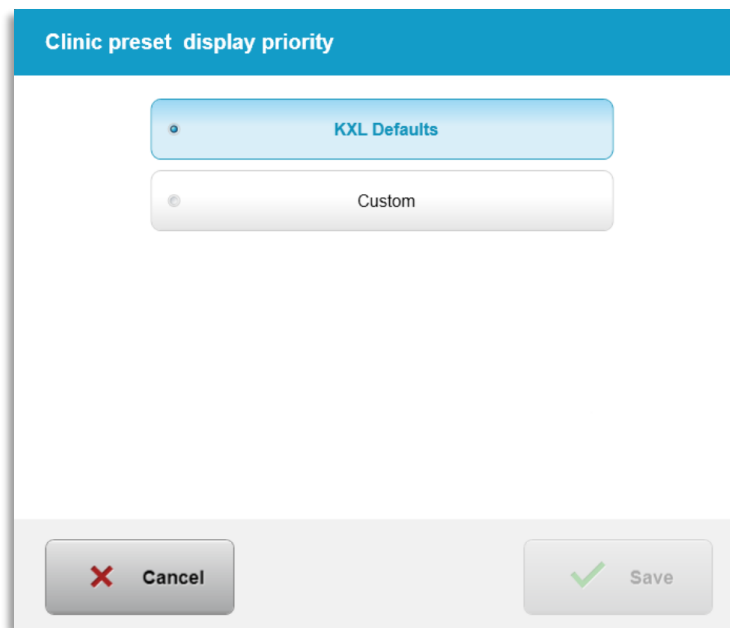 Clinic preset display priority
KXL Defaults
Custom
Cancel
Save